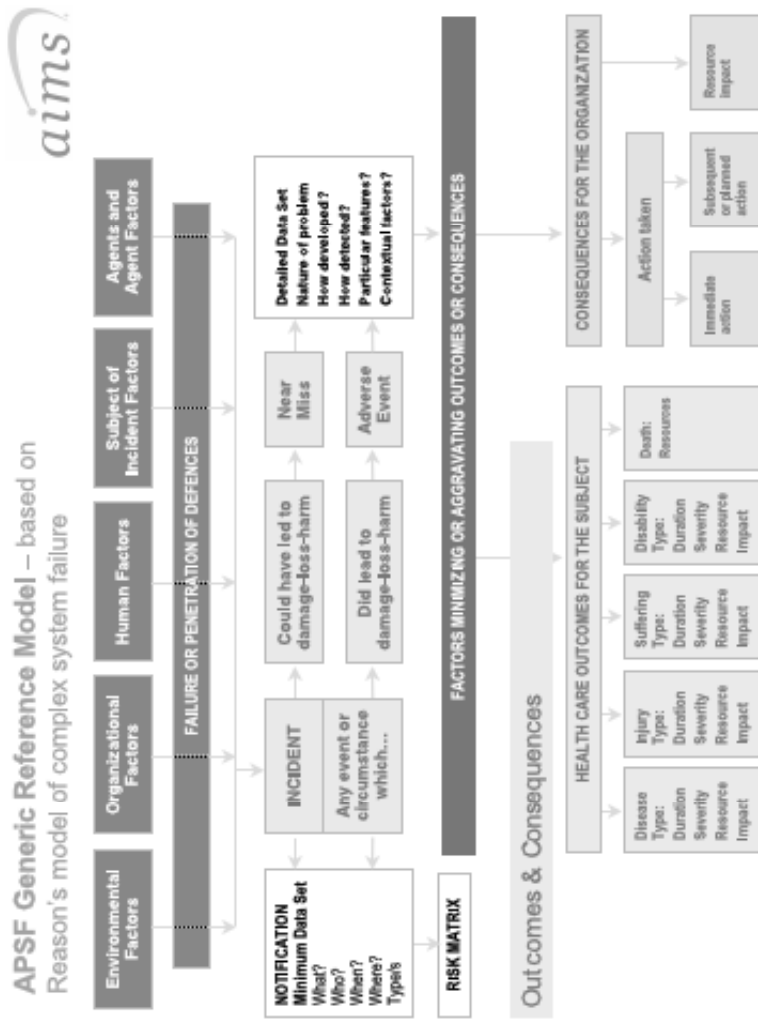 APSF Generic Reference Model – based on
Reason's model of complex system failure
aims
Environmental
Factors
Organizational
Factors
Human Factors
Subject of
Incident Factors
Agents and
Agent Factors
FAILURE OR PENETRATION OF DEFENCES
NOTIFICATION
Minimum Data Set
What?
Who?
When?
Where?
Type/s
INCIDENT
Any event or
circumstance
which...
Could have led to
damage-loss-harm
Did lead to
damage-loss-harm
Near
Miss
Adverse
Event
Detailed Data Set
Nature of problem
How developed?
How detected?
Particular features?
Contextual factors?
RISK MATRIX
FACTORS MINIMIZING OR AGGRAVATING OUTCOMES OR CONSEQUENCES
Outcomes & Consequences
HEALTH CARE OUTCOMES FOR THE SUBJECT
Disease
Type:
Duration
Severity
Resource
Impact
Injury
Type:
Duration
Severity
Resource
Impact
Suffering
Type:
Duration
Severity
Resource
Impact
Disability
Type:
Duration
Severity
Resource
Impact
Death:
Resources
CONSEQUENCES FOR THE ORGANIZATION
Action taken
Immediate
action
Subsequent
or planned
action
Resource
impact